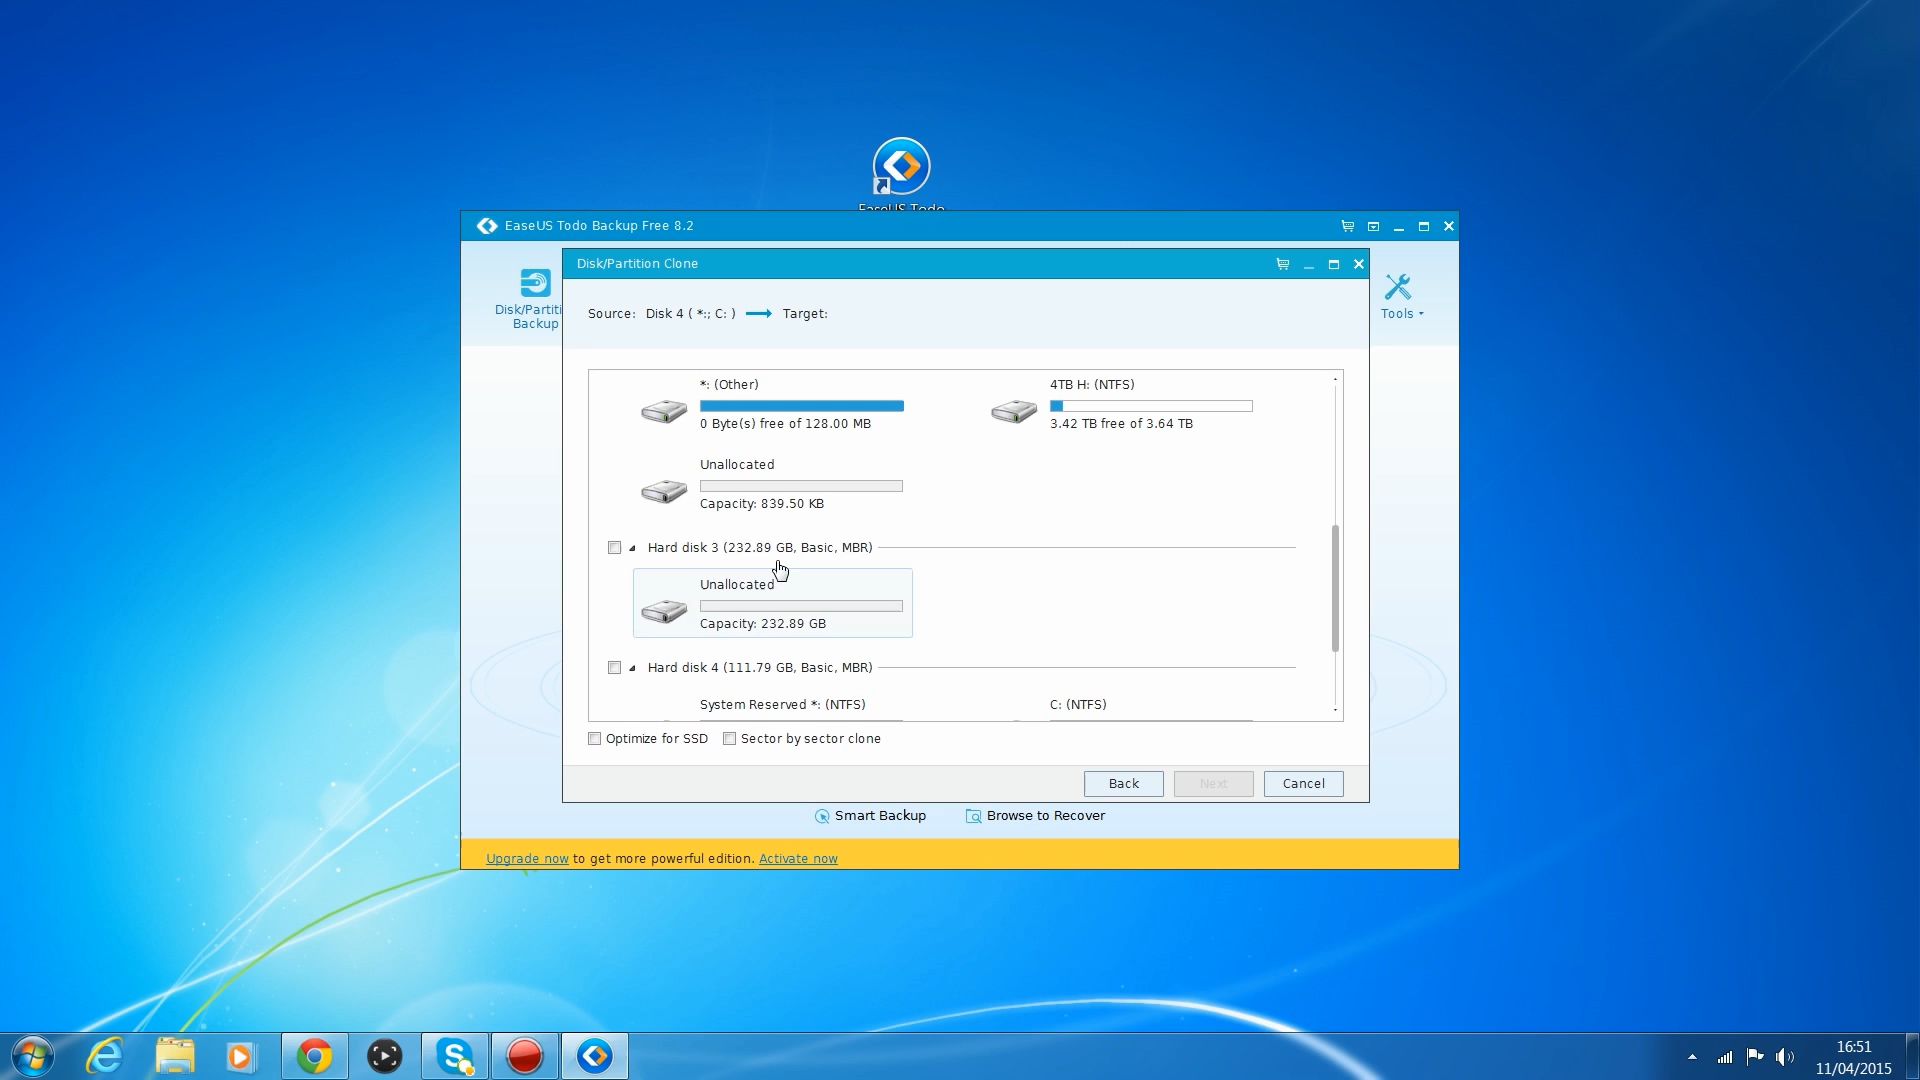 EaseUS Todo
EaseUS Todo Backup Free 8.2
Disk/Partition Clone
Disk/Partiti
Backup
Tools
Source: Disk 4 ( *:; C: ) Target:
*: (Other)
0 Byte(s) free of 128.00 MB
4TB H: (NTFS)
3.42 TB free of 3.64 TB
Unallocated
Capacity: 839.50 KB
Hard disk 3 (232.89 GB, Basic, MBR)
Unallocated
Capacity: 232.89 GB
Hard disk 4 (111.79 GB, Basic, MBR)
System Reserved *: (NTFS)
C: (NTFS)
Optimize for SSD
Sector by sector clone
Back
Next
Cancel
Smart Backup
Browse to Recover
Upgrade now to get more powerful edition. Activate now
16:51
11/04/2015